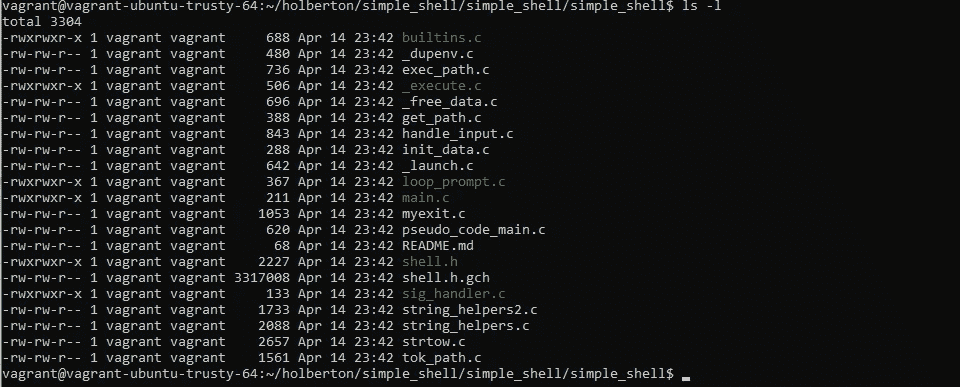 vagrant@vagrant-ubuntu-trusty-64:~/holberton/simple_shell/simple_shell/simple_shell$ ls -l
total 3304
-rwxrwxr-x 1 vagrant vagrant     688 Apr 14 23:42 builtins.c
-rw-rw-r-- 1 vagrant vagrant     480 Apr 14 23:42 _dupenv.c
-rw-rw-r-- 1 vagrant vagrant     736 Apr 14 23:42 exec_path.c
-rwxrwxr-x 1 vagrant vagrant     506 Apr 14 23:42 _execute.c
-rw-rw-r-- 1 vagrant vagrant     696 Apr 14 23:42 _free_data.c
-rw-rw-r-- 1 vagrant vagrant     388 Apr 14 23:42 get_path.c
-rw-rw-r-- 1 vagrant vagrant     843 Apr 14 23:42 handle_input.c
-rw-rw-r-- 1 vagrant vagrant     288 Apr 14 23:42 init_data.c
-rw-rw-r-- 1 vagrant vagrant     642 Apr 14 23:42 _launch.c
-rwxrwxr-x 1 vagrant vagrant     367 Apr 14 23:42 loop_prompt.c
-rwxrwxr-x 1 vagrant vagrant     211 Apr 14 23:42 main.c
-rw-rw-r-- 1 vagrant vagrant    1053 Apr 14 23:42 myexit.c
-rw-rw-r-- 1 vagrant vagrant     620 Apr 14 23:42 pseudo_code_main.c
-rw-rw-r-- 1 vagrant vagrant      68 Apr 14 23:42 README.md
-rwxrwxr-x 1 vagrant vagrant    2227 Apr 14 23:42 shell.h
-rw-rw-r-- 1 vagrant vagrant 3317008 Apr 14 23:42 shell.h.gch
-rwxrwxr-x 1 vagrant vagrant     133 Apr 14 23:42 sig_handler.c
-rw-rw-r-- 1 vagrant vagrant    1733 Apr 14 23:42 string_helpers2.c
-rw-rw-r-- 1 vagrant vagrant    2088 Apr 14 23:42 string_helpers.c
-rw-rw-r-- 1 vagrant vagrant    2657 Apr 14 23:42 strtow.c
-rw-rw-r-- 1 vagrant vagrant    1561 Apr 14 23:42 tok_path.c
vagrant@vagrant-ubuntu-trusty-64:~/holberton/simple_shell/simple_shell/simple_shell$ _